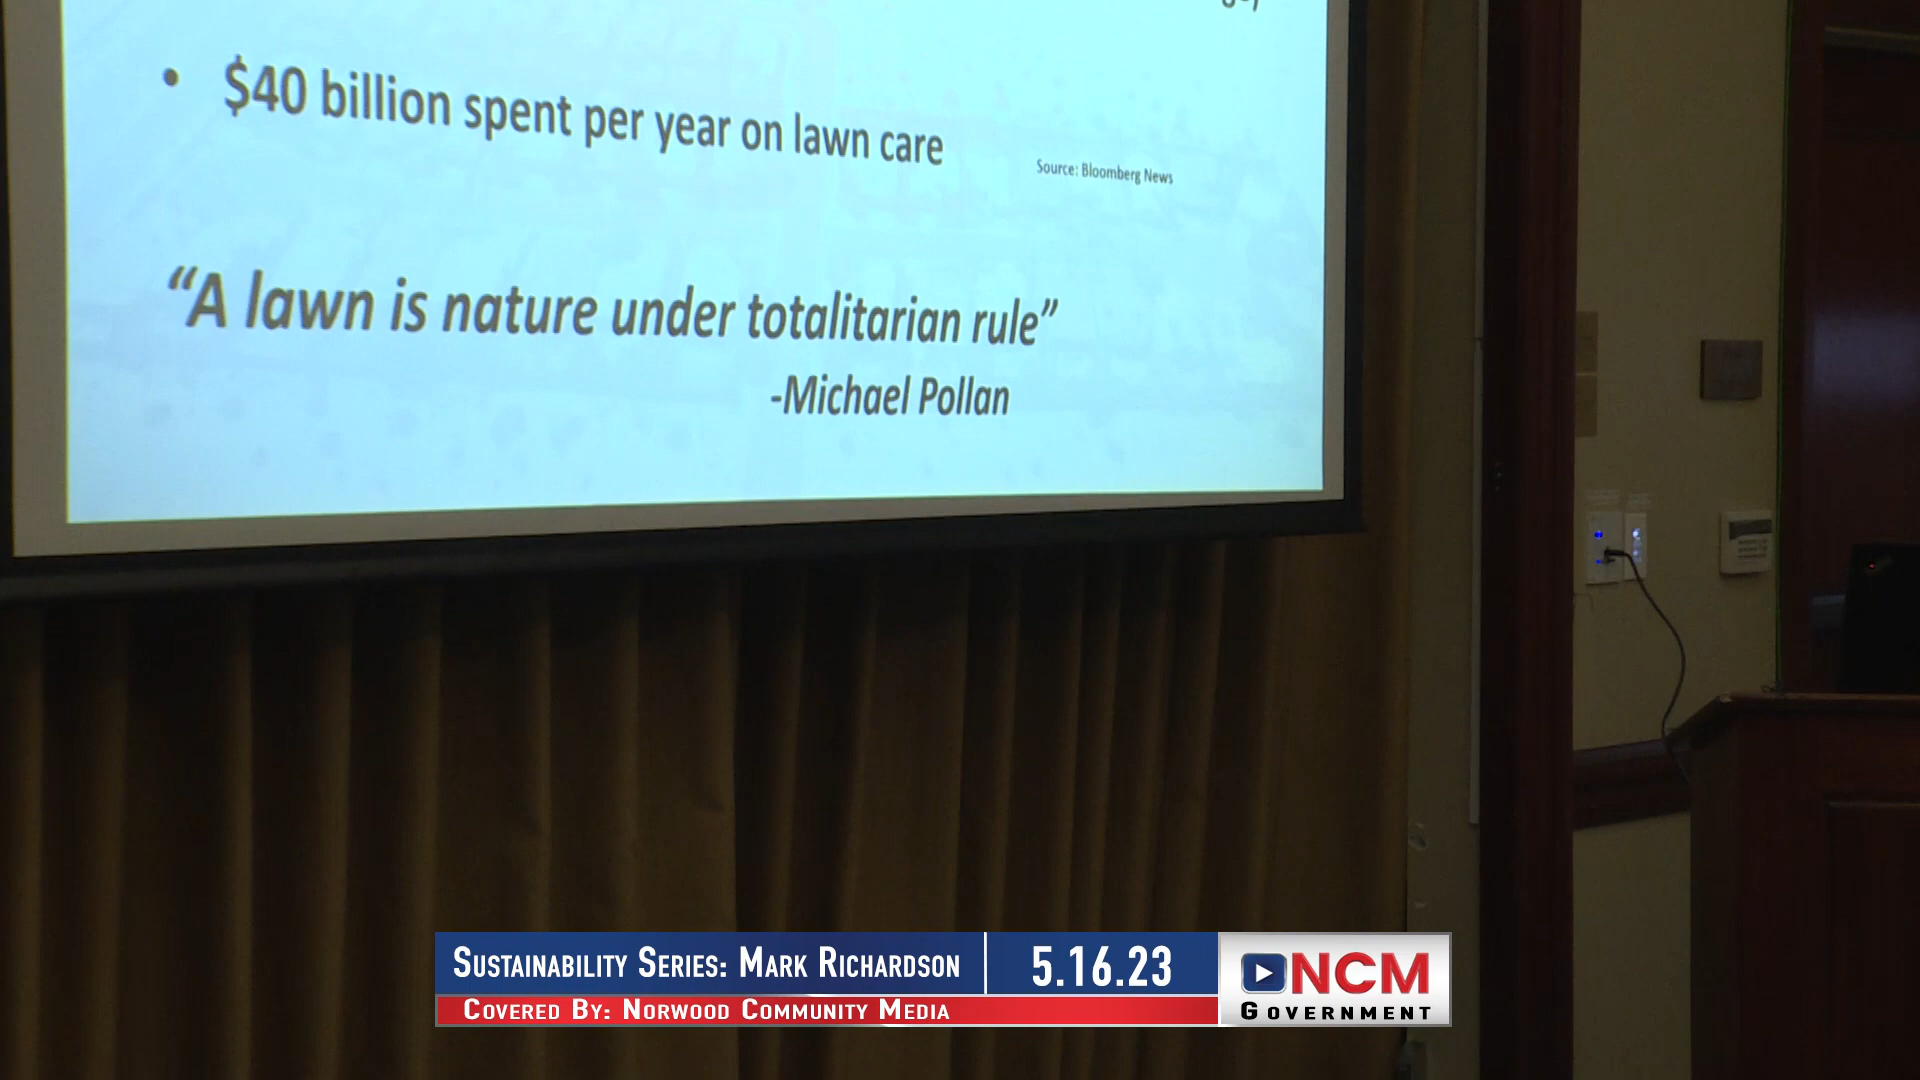 • $40 billion spent per year on lawn care
Source: Bloomberg News
“A lawn is nature under totalitarian rule”
-Michael Pollan
Sustainability Series: Mark Richardson
5.16.23
NCM
Government
Covered By: Norwood Community Media